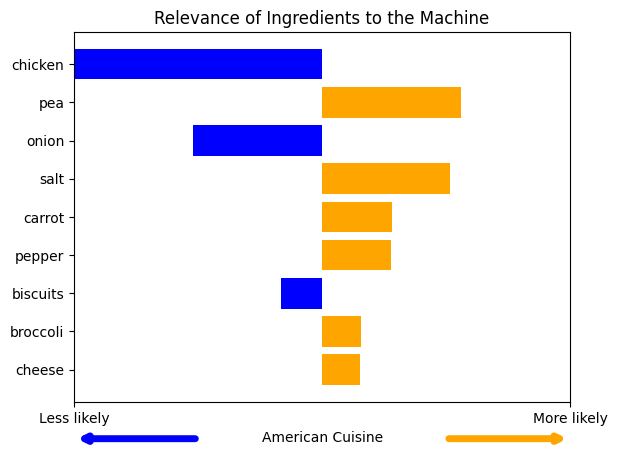 Relevance of Ingredients to the Machine
chicken
pea
onion
salt
carrot
pepper
biscuits
broccoli
cheese
Less likely
More likely
American Cuisine